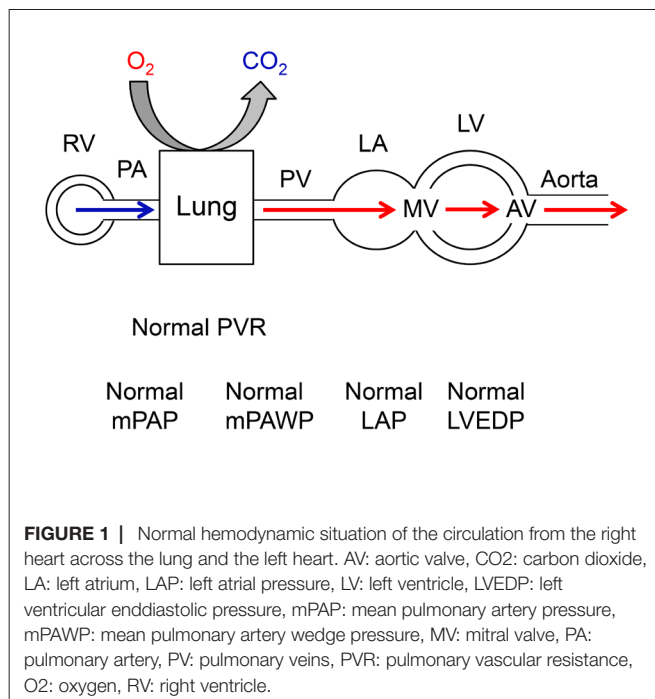 O₂ CO₂
RV PA Lung PV LA MV LV AV Aorta
Normal PVR
Normal Normal Normal Normal
mPAP mPAWP LAP LVEDP
FIGURE 1 | Normal hemodynamic situation of the circulation from the right
heart across the lung and the left heart. AV: aortic valve, CO2: carbon dioxide,
LA: left atrium, LAP: left atrial pressure, LV: left ventricle, LVEDP: left
ventricular enddiastolic pressure, mPAP: mean pulmonary artery pressure,
mPAWP: mean pulmonary artery wedge pressure, MV: mitral valve, PA:
pulmonary artery, PV: pulmonary veins, PVR: pulmonary vascular resistance,
O2: oxygen, RV: right ventricle.